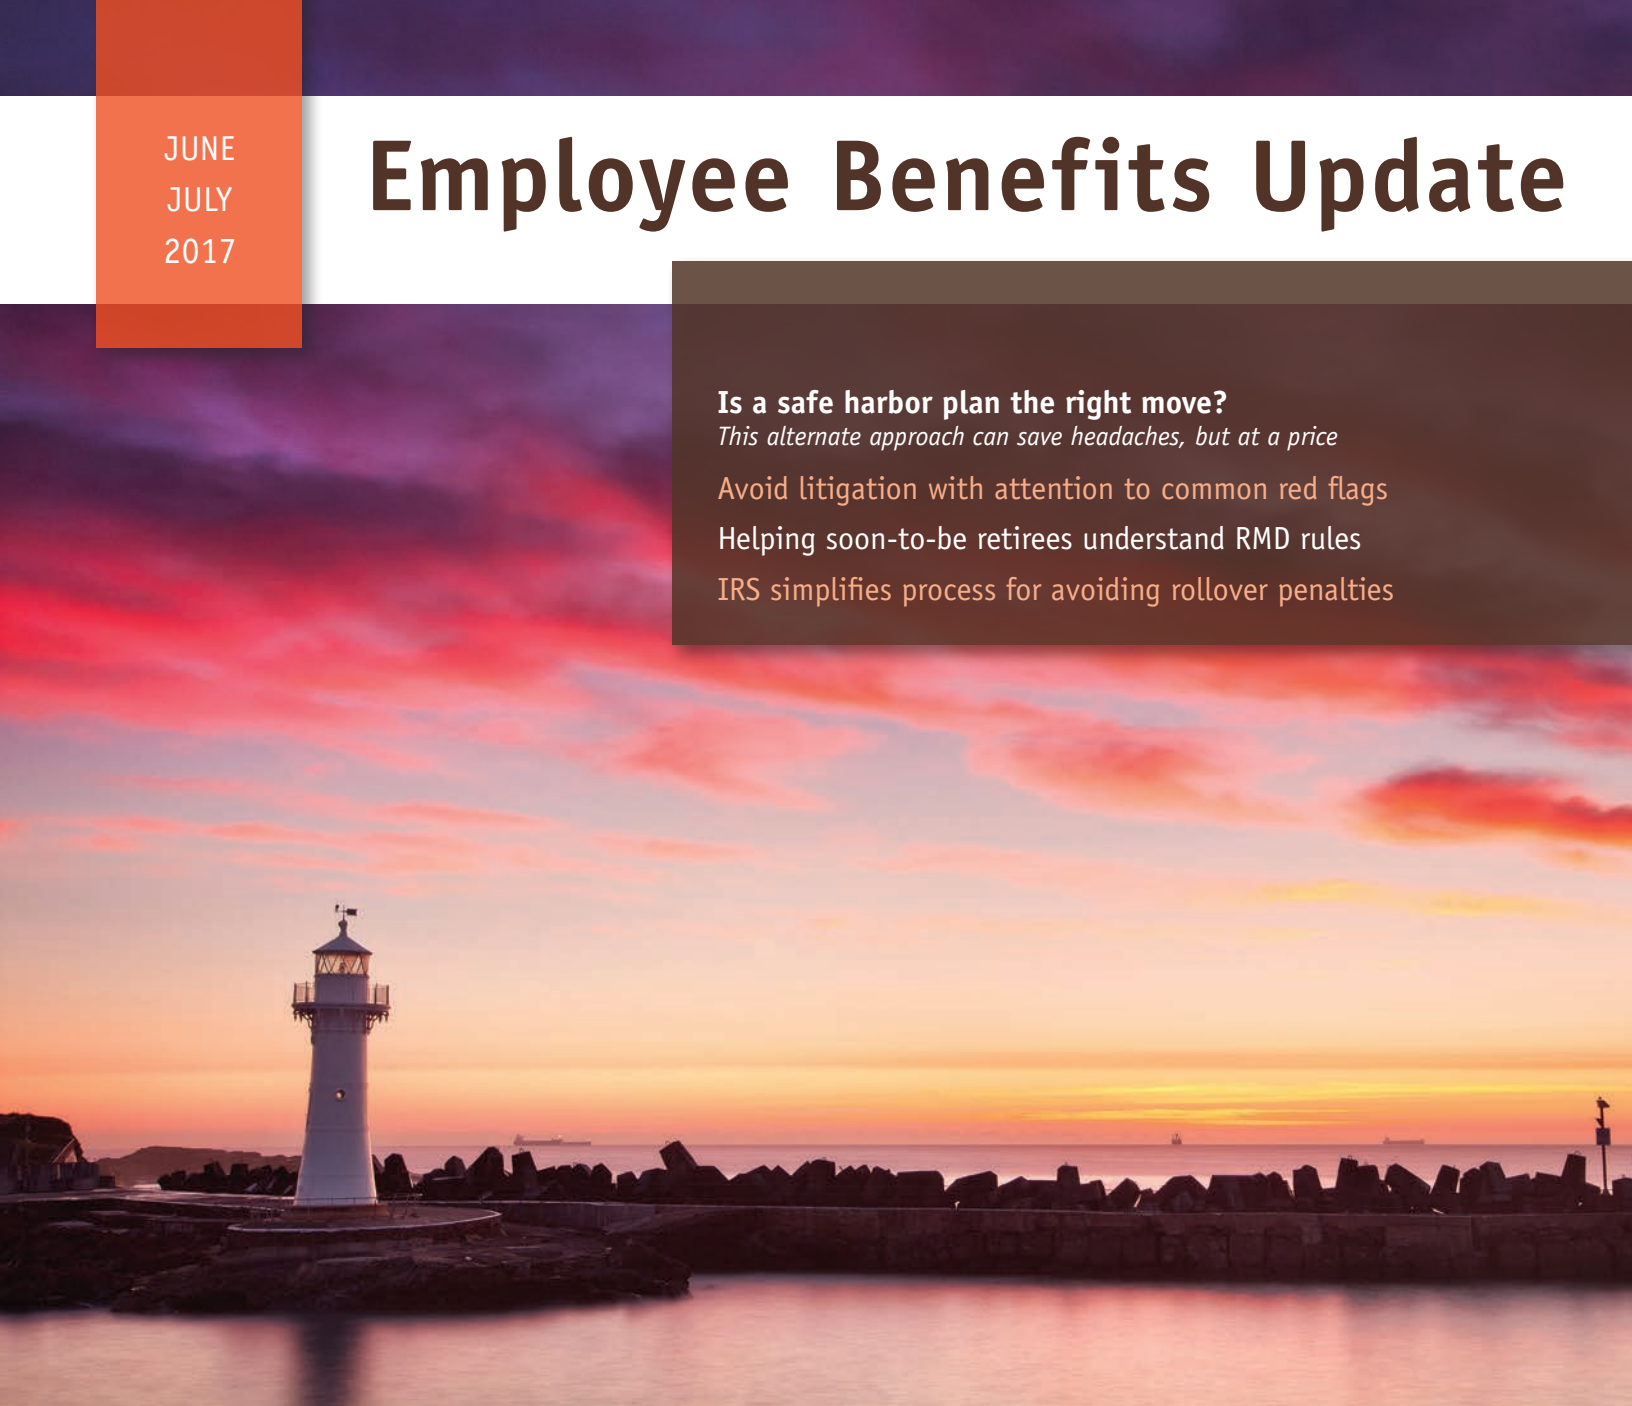 JUNE
JULY
2017
Employee Benefits Update
Is a safe harbor plan the right move?
This alternate approach can save headaches, but at a price
Avoid litigation with attention to common red flags
Helping soon-to-be retirees understand RMD rules
IRS simplifies process for avoiding rollover penalties